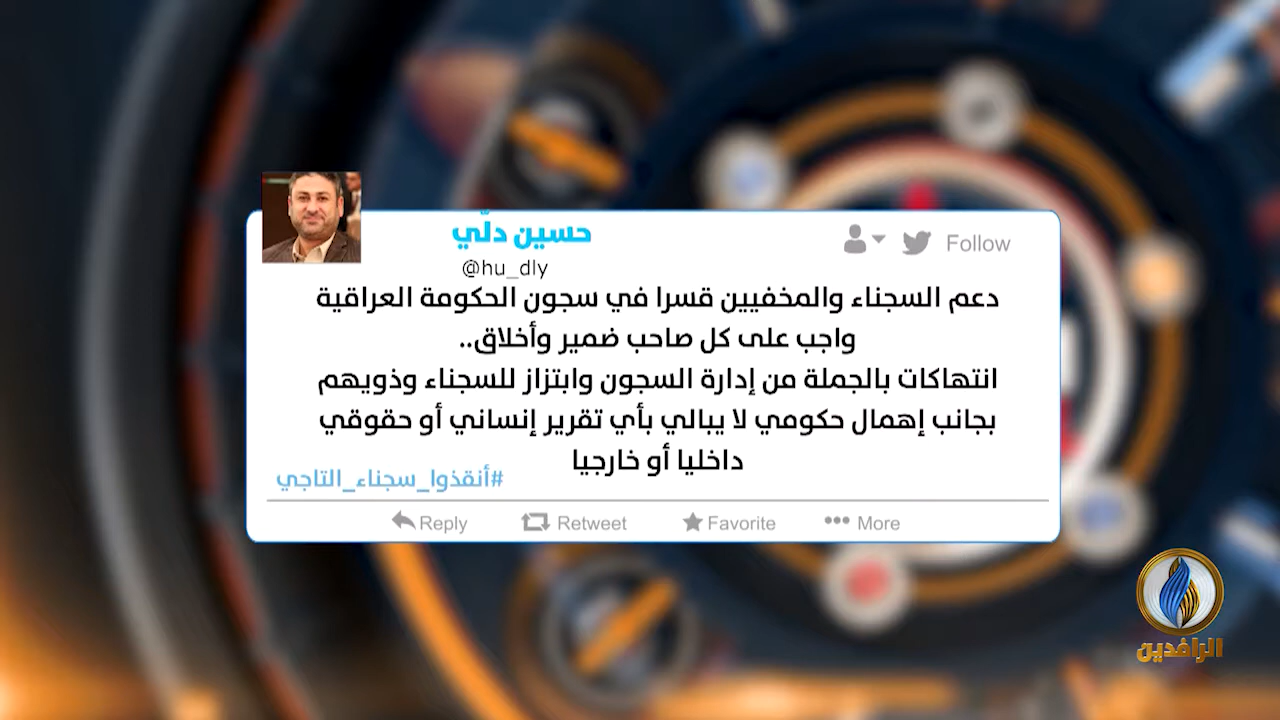 حسين دلّي
@hu_dly
Follow
دعم السجناء والمخفيين قسرا في سجون الحكومة العراقية
واجب على كل صاحب ضمير وأخلاق..
انتهاكات بالجملة من إدارة السجون وابتزاز للسجناء وذويهم
بجانب إهمال حكومي لا يبالي بأي تقرير إنساني أو حقوقي
داخليا أو خارجيا
#أنقذوا_سجناء_التاجي
Reply Retweet Favorite More
الرافدين